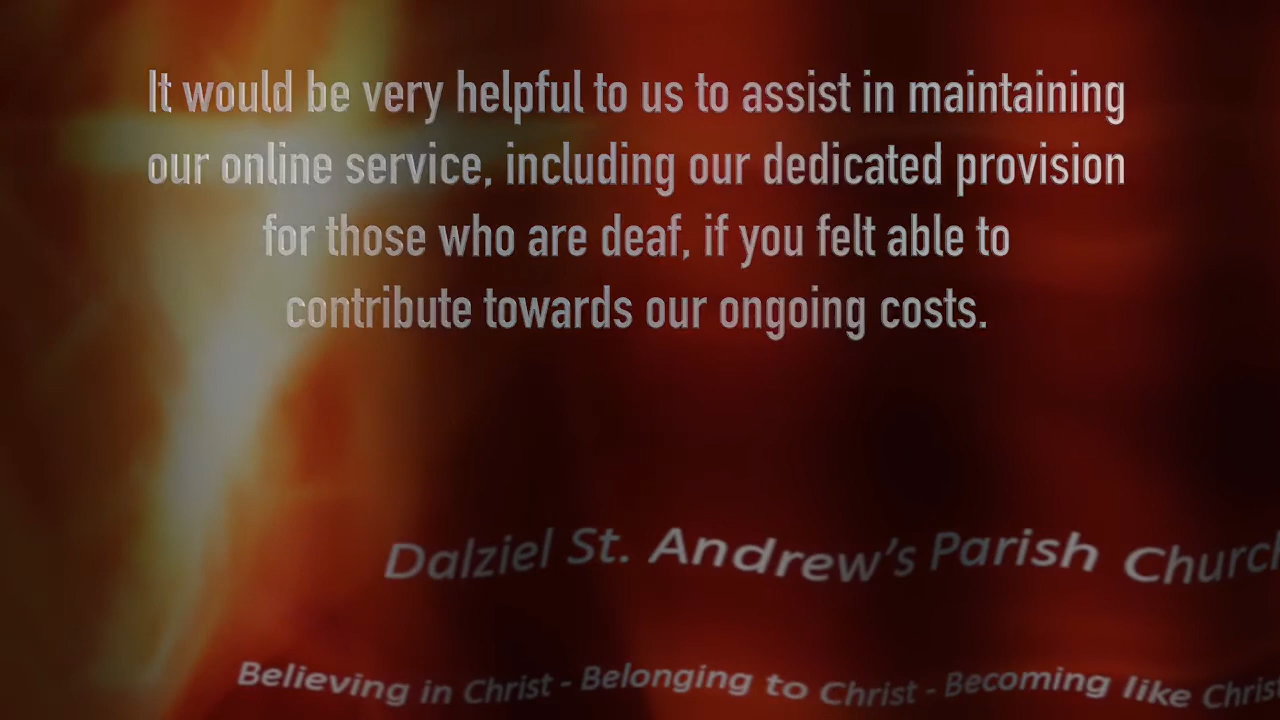 It would be very helpful to us to assist in maintaining
our online service, including our dedicated provision
for those who are deaf, if you felt able to
contribute towards our ongoing costs.
Dalziel St. Andrew's Parish Church
Believing in Christ - Belonging to Christ - Becoming like Christ